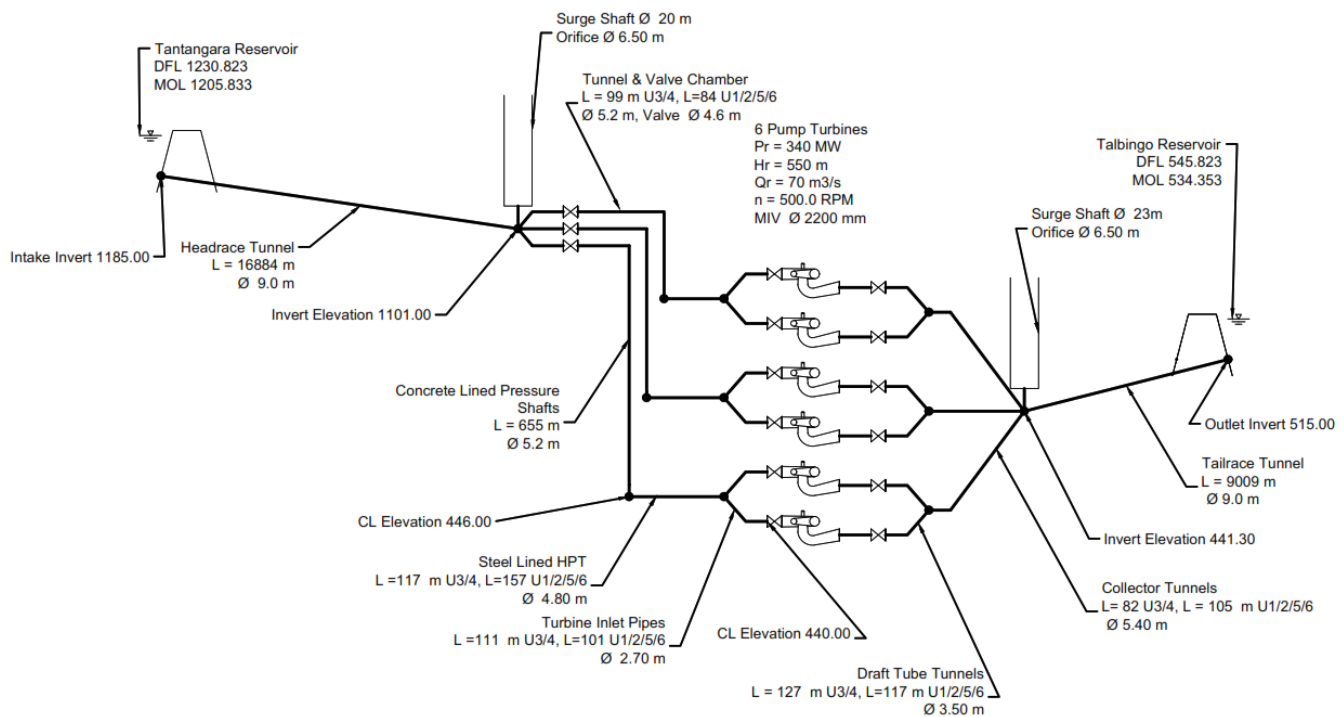 Surge Shaft Ø 20 m
Orifice Ø 6.50 m
Tantangara Reservoir
DFL 1230.823
MOL 1205.833
Tunnel & Valve Chamber
L = 99 m U3/4, L=84 U1/2/5/6
Ø 5.2 m, Valve Ø 4.6 m
6 Pump Turbines
Pr = 340 MW
Hr = 550 m
Qr = 70 m3/s
n = 500.0 RPM
MIV Ø 2200 mm
Talbingo Reservoir
DFL 545.823
MOL 534.353
Surge Shaft Ø 23m
Orifice Ø 6.50 m
Intake Invert 1185.00
Headrace Tunnel
L = 16884 m
Ø 9.0 m
Invert Elevation 1101.00
Concrete Lined Pressure
Shafts
L = 655 m
Ø 5.2 m
Outlet Invert 515.00
Tailrace Tunnel
L = 9009 m
Ø 9.0 m
CL Elevation 446.00
Invert Elevation 441.30
Steel Lined HPT
L =117 m U3/4, L=157 U1/2/5/6
Ø 4.80 m
Collector Tunnels
L= 82 U3/4, L = 105 m U1/2/5/6
Ø 5.40 m
Turbine Inlet Pipes
L =111 m U3/4, L=101 U1/2/5/6
Ø 2.70 m
CL Elevation 440.00
Draft Tube Tunnels
L = 127 m U3/4, L=117 m U1/2/5/6
Ø 3.50 m